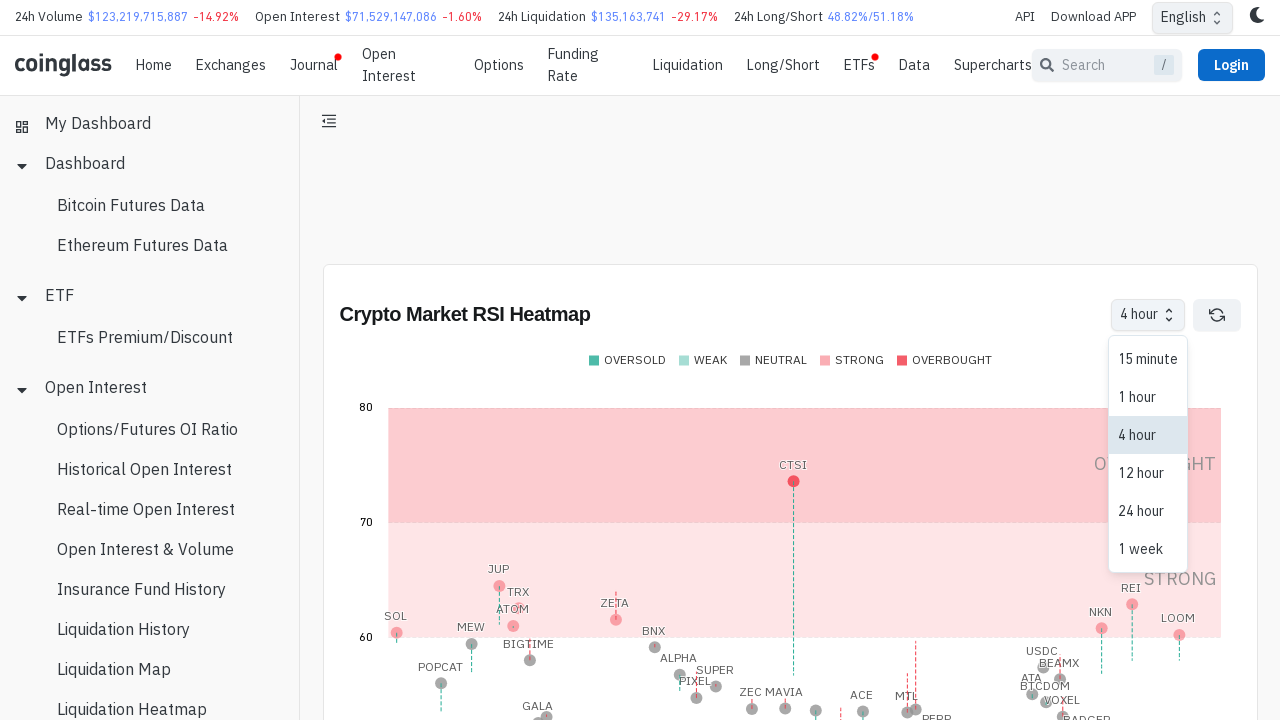 24h Volume $123,219,715,887 -14.92% Open Interest $71,529,147,086 -1.60% 24h Liquidation $135,163,741 -29.17% 24h Long/Short 48.82%/51.18% API Download APP English
coinglass Home Exchanges Journal Open Interest Options Funding Rate Liquidation Long/Short ETFs Data Supercharts Search / Login
My Dashboard
Dashboard
Bitcoin Futures Data
Ethereum Futures Data
ETF
ETFs Premium/Discount
Open Interest
Options/Futures OI Ratio
Historical Open Interest
Real-time Open Interest
Open Interest & Volume
Insurance Fund History
Liquidation History
Liquidation Map
Liquidation Heatmap
Crypto Market RSI Heatmap
4 hour
15 minute
1 hour
4 hour
12 hour
24 hour
1 week
OVERSOLD WEAK NEUTRAL STRONG OVERBOUGHT
80
CTSI
70
STRONG
JUP
TRX
REI
ATOM
ZETA
SOL
NKN
LOOM
MEW
BNX
60
BIGTIME
USDC
ALPHA
BEAMX
POPCAT
SUPER
PIXEL
ATA
BTCDOM
ZEC MAVIA
ACE
MTL
VOXEL
GALA
PERP
BADGER